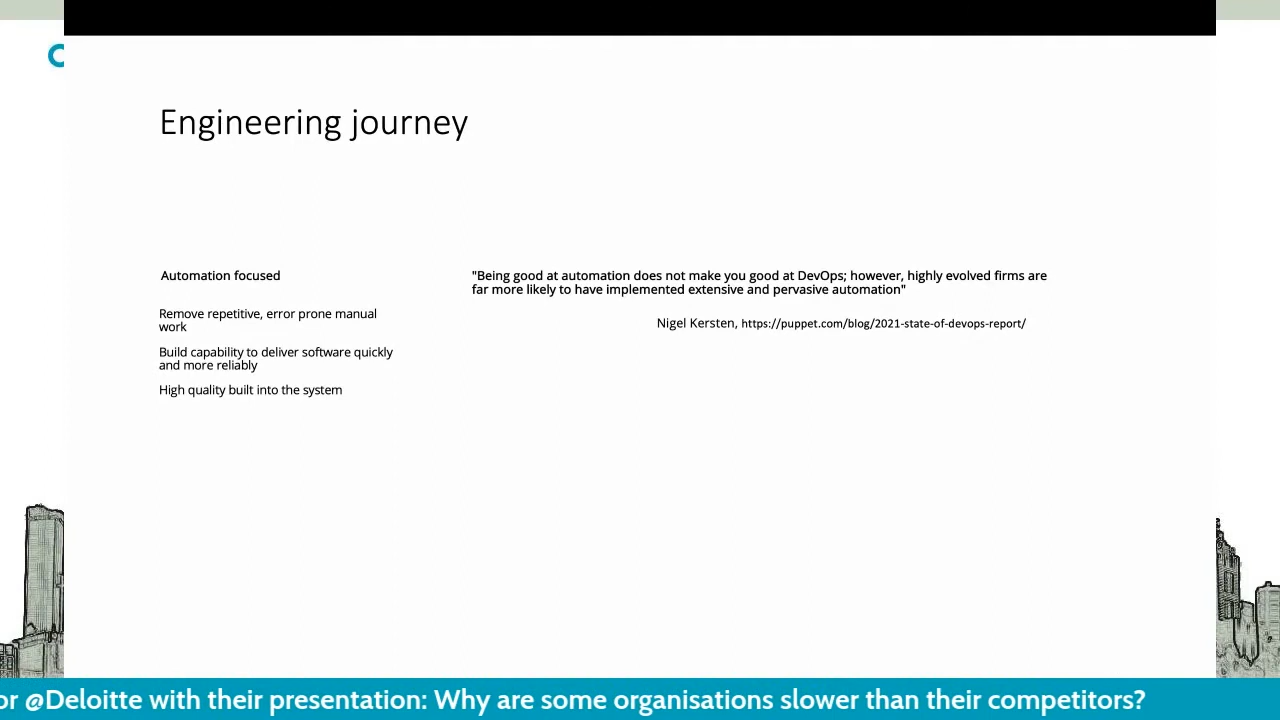 Engineering journey
Automation focused
Remove repetitive, error prone manual
work
Build capability to deliver software quickly
and more reliably
High quality built into the system
"Being good at automation does not make you good at DevOps; however, highly evolved firms are
far more likely to have implemented extensive and pervasive automation"
Nigel Kersten, https://puppet.com/blog/2021-state-of-devops-report/
or @Deloitte with their presentation: Why are some organisations slower than their competitors?